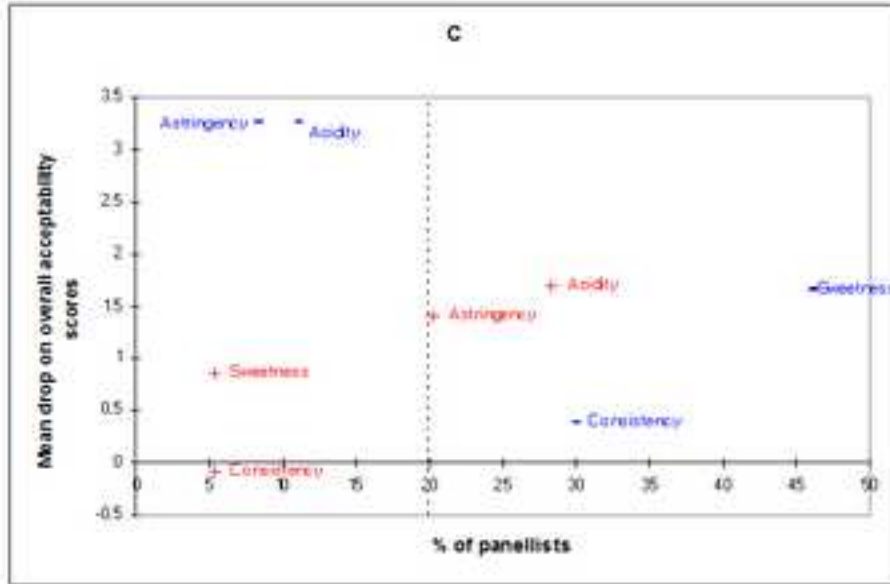 C
3.5
Astringency - - Acidity
3
2.5
2
+ Acidity
- Sweetness
1.5
+ Astringency
1
+ Sweetness
0.5
- Consistency
0
+ Consistency
0 5 10 15 20 25 30 35 40 45 50
-0.5
Mean drop on overall acceptability
scores
% of panellists